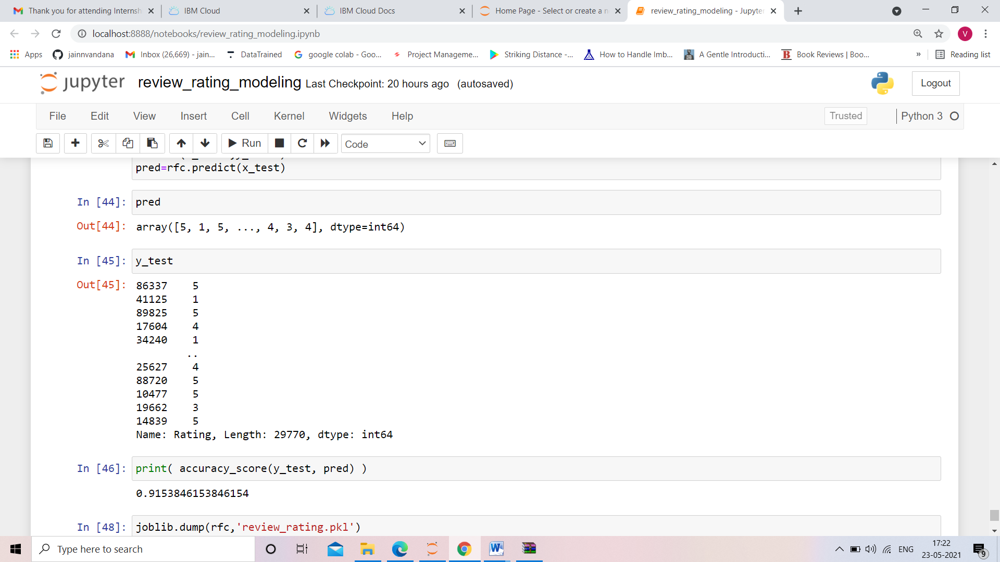 Thank you for attending Internsh
IBM Cloud
IBM Cloud Docs
Home Page - Select or create a n
review_rating_modeling - Jupyter
localhost:8888/notebooks/review_rating_modeling.ipynb
V
Apps
jainnvandana
Inbox (26,669) - jain...
DataTrained
google colab - Goo...
Project Manageme...
Striking Distance -...
How to Handle Imb...
A Gentle Introducti...
Book Reviews | Boo...
»
Reading list
jupyter
review_rating_modeling Last Checkpoint: 20 hours ago (autosaved)
Logout
File Edit View Insert Cell Kernel Widgets Help
Trusted
Python 3
Run
Code
pred=rfc.predict(x_test)
In [44]: pred
Out[44]: array([5, 1, 5, ..., 4, 3, 4], dtype=int64)
In [45]: y_test
Out[45]: 86337 5
41125 1
89825 5
17604 4
34240 1
..
25627 4
88720 5
10477 5
19662 3
14839 5
Name: Rating, Length: 29770, dtype: int64
In [46]: print( accuracy_score(y_test, pred) )
0.9153846153846154
In [48]: joblib.dump(rfc,'review_rating.pkl')
Type here to search
ENG
17:22
23-05-2021
9